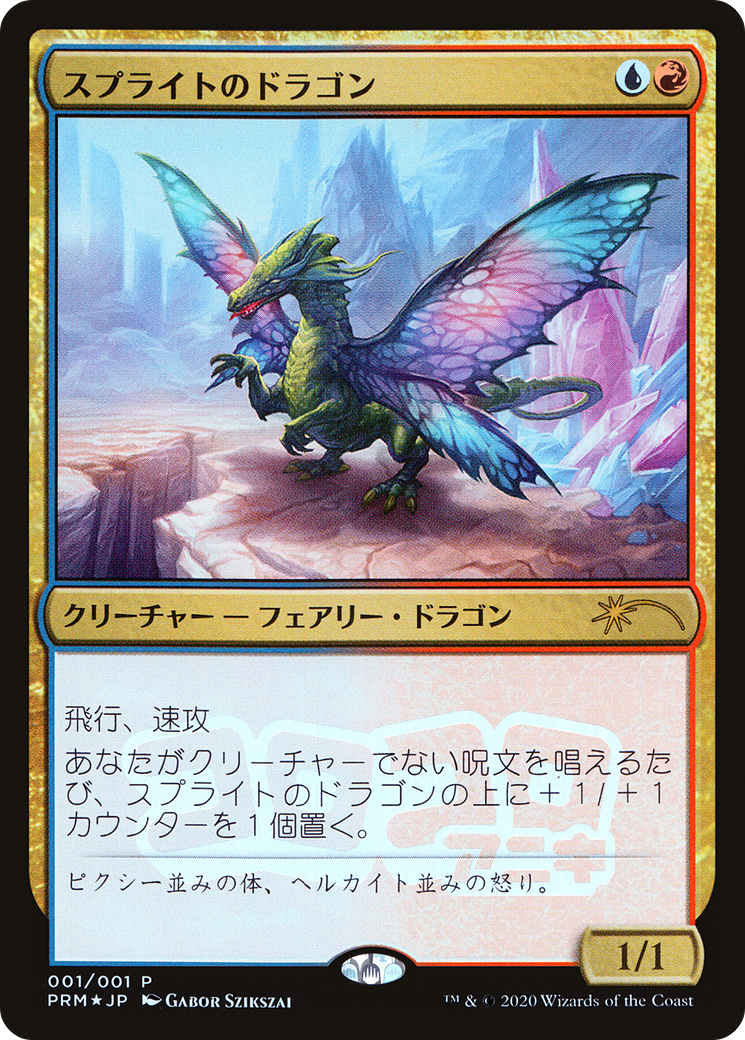 スプライトのドラゴン
クリーチャー — フェアリー・ドラゴン
飛行、速攻
あなたがクリーチャーでない呪文を唱えるた
び、スプライトのドラゴンの上に＋１/＋１
カウンターを１個置く。
ピクシー並みの体、ヘルカイト並みの怒り。
1/1
001/001 P
PRM★JP Gabor Szikszai
™ & © 2020 Wizards of the Coast